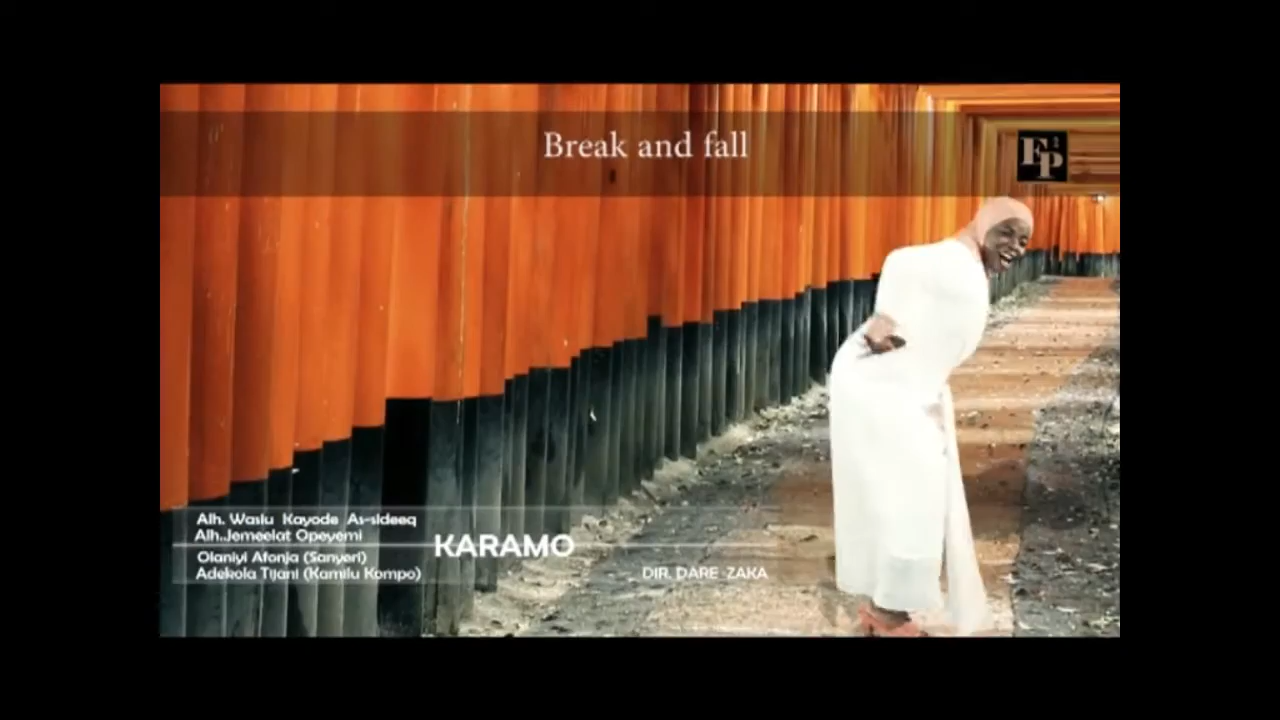 Break and fall
FP
Alh. Wasiu Kayode As-sideeq
Alh..Jemeelat Opeyemi
Olaniyi Afonja (Sanyeri)
Adekola Tijani (Kamilu Kompo)
KARAMO
DIR. DARE ZAKA